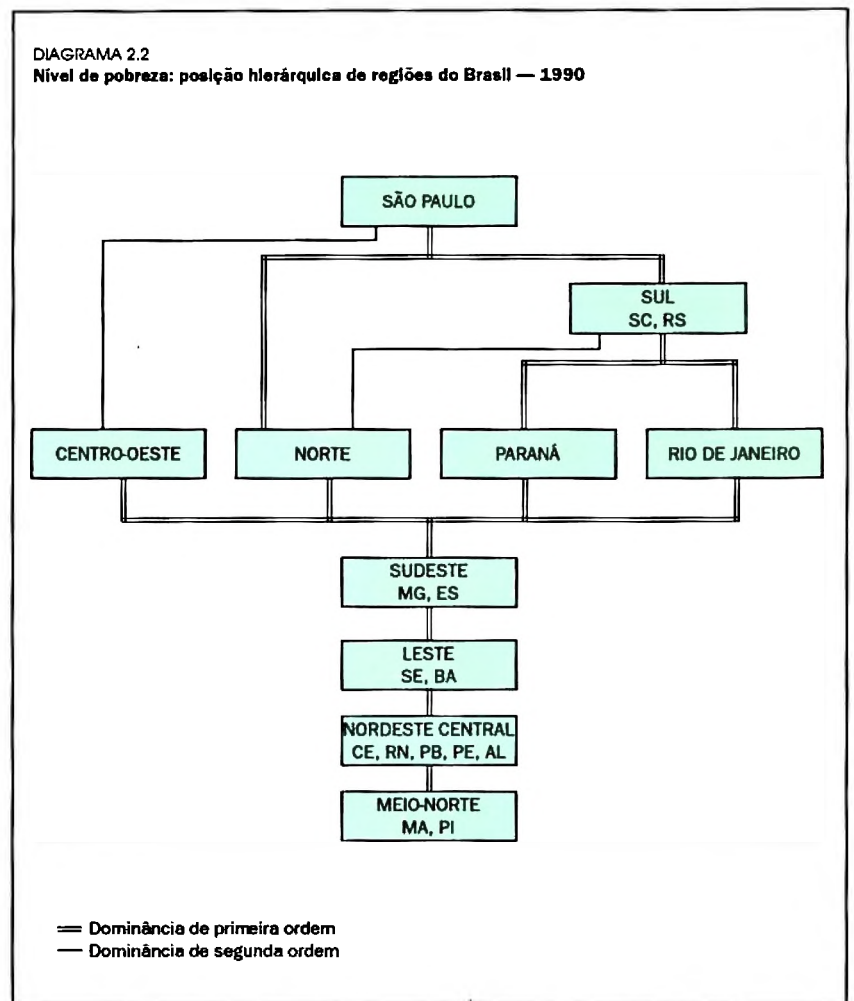 DIAGRAMA 2.2
Nível de pobreza: posição hierárquica de regiões do Brasil — 1990
SÃO PAULO
SUL
SC, RS
CENTRO-OESTE
NORTE
PARANÁ
RIO DE JANEIRO
SUDESTE
MG, ES
LESTE
SE, BA
NORDESTE CENTRAL
CE, RN, PB, PE, AL
MEIO-NORTE
MA, PI
Dominância de primeira ordem
Dominância de segunda ordem